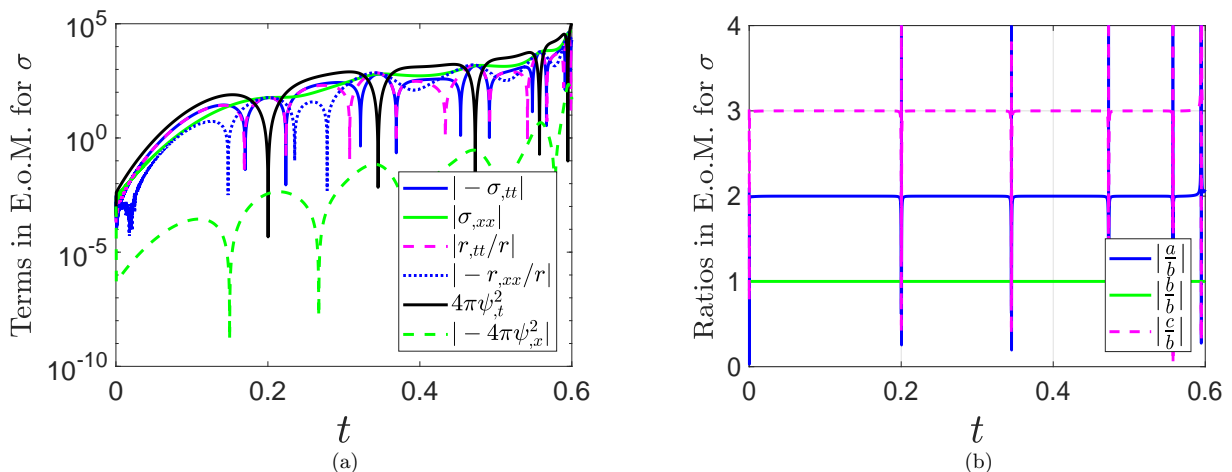 Terms in E.o.M. for σ
10^5
10^0
10^-5
10^-10
0
0.2
0.4
0.6
t
|− σ,tt|
|σ,xx|
|r,tt/r|
|− r,xx/r|
4πψ²,t
|− 4πψ²,x|
(a)
Ratios in E.o.M. for σ
4
3
2
1
0
0
0.2
0.4
0.6
t
|a/b|
|b/b|
|c/b|
(b)